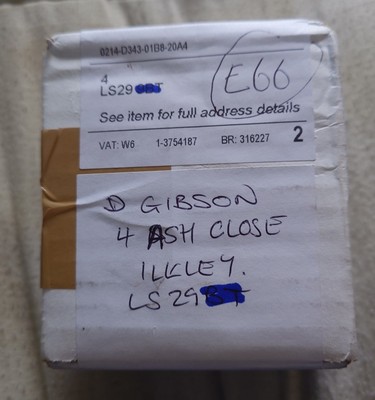 0214-D343-01B8-20A4
4
LS29
E66
See item for full address details
VAT: W6 1-3754187 BR: 316227 2
D GIBSON
4 ASH CLOSE
ILKLEY.
LS29